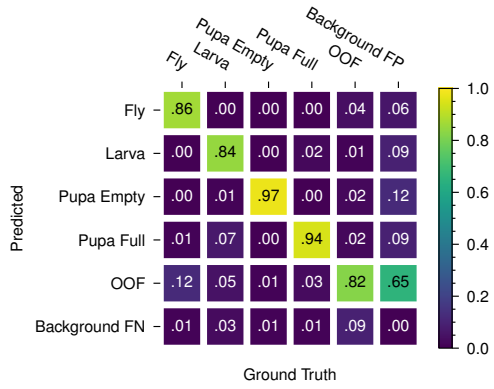 Fly Larva Pupa Empty Pupa Full OOF Background FP
Fly .86 .00 .00 .00 .04 .06
Larva .00 .84 .00 .02 .01 .09
Pupa Empty .00 .01 .97 .00 .02 .12
Pupa Full .01 .07 .00 .94 .02 .09
OOF .12 .05 .01 .03 .82 .65
Background FN .01 .03 .01 .01 .09 .00
Predicted
Ground Truth
1.0
0.8
0.6
0.4
0.2
0.0